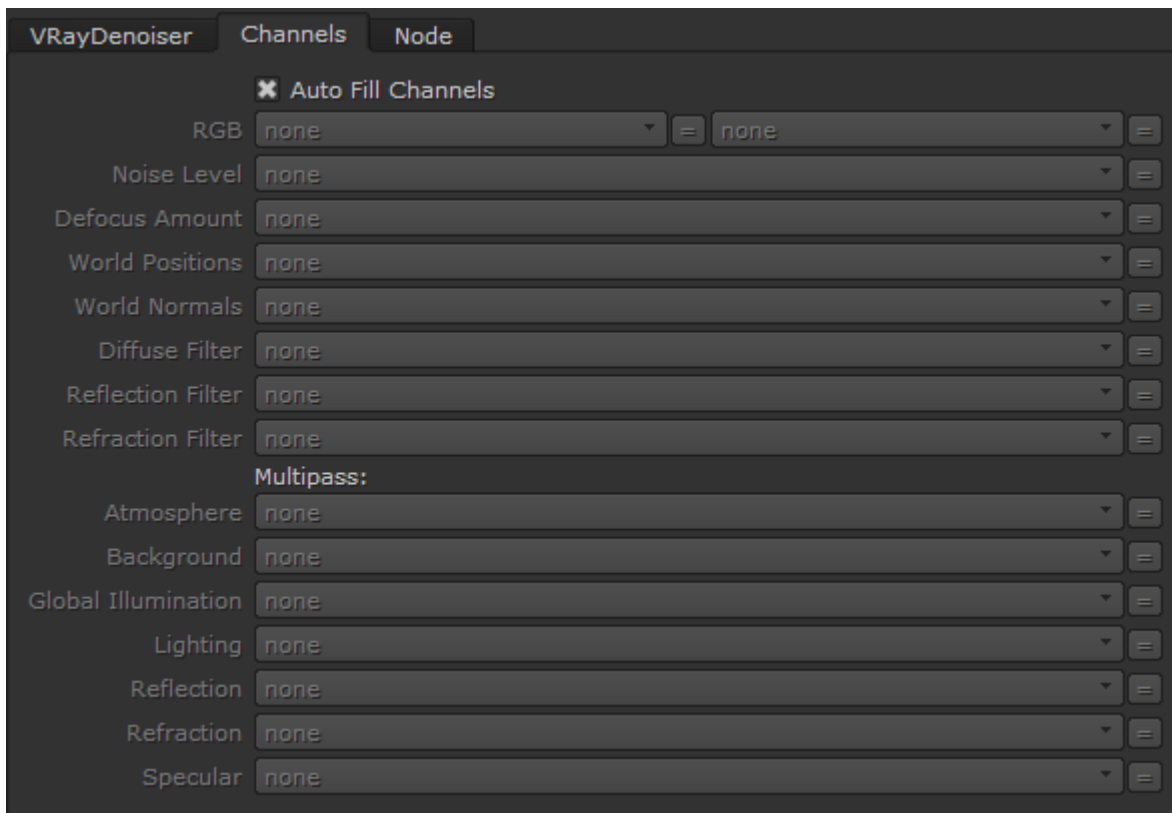 VRayDenoiser Channels Node
Auto Fill Channels
RGB none = none =
Noise Level none =
Defocus Amount none =
World Positions none =
World Normals none =
Diffuse Filter none =
Reflection Filter none =
Refraction Filter none =
Multipass:
Atmosphere none =
Background none =
Global Illumination none =
Lighting none =
Reflection none =
Refraction none =
Specular none =